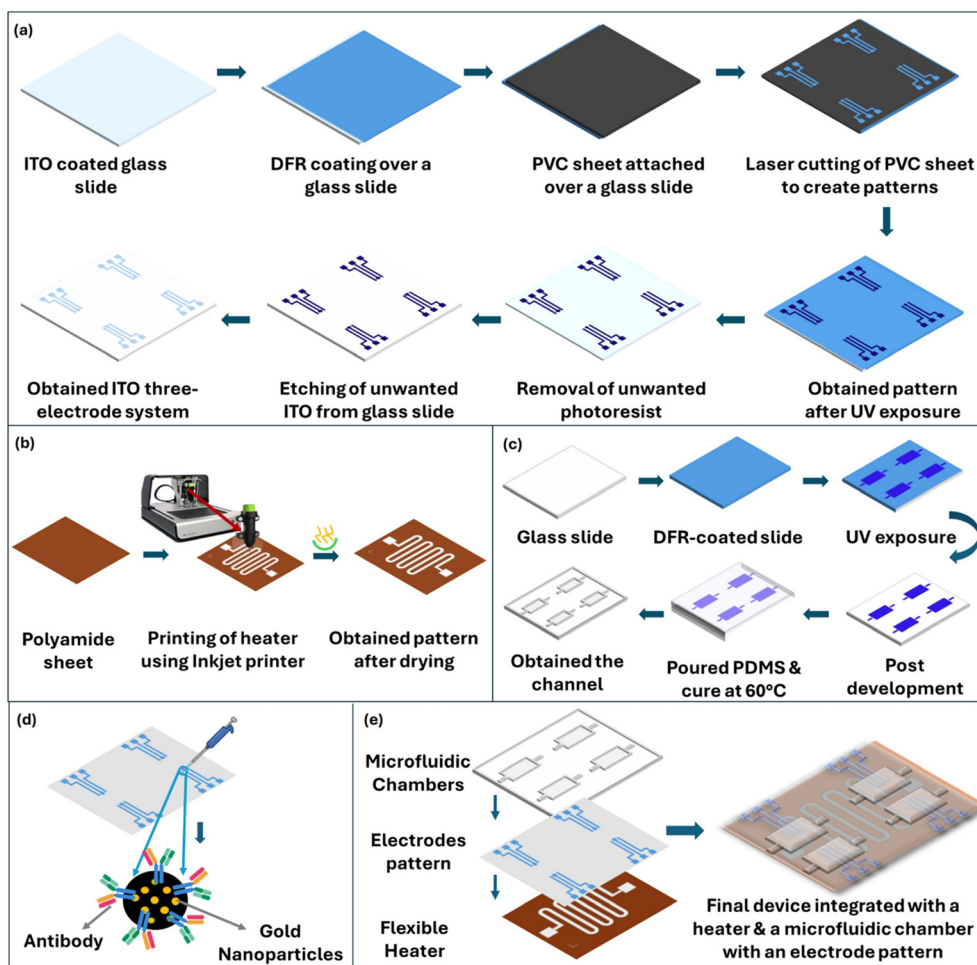 (a)
ITO coated glass
slide
DFR coating over a
glass slide
PVC sheet attached
over a glass slide
Laser cutting of PVC sheet
to create patterns
Obtained ITO three-
electrode system
Etching of unwanted
ITO from glass slide
Removal of unwanted
photoresist
Obtained pattern
after UV exposure
(b)
Polyamide
sheet
Printing of heater
using Inkjet printer
Obtained pattern
after drying
(c)
Glass slide
DFR-coated slide
UV exposure
Obtained the
channel
Poured PDMS &
cure at 60°C
Post
development
(d)
Antibody
Gold
Nanoparticles
(e)
Microfluidic
Chambers
Electrodes
pattern
Flexible
Heater
Final device integrated with a
heater & a microfluidic chamber
with an electrode pattern